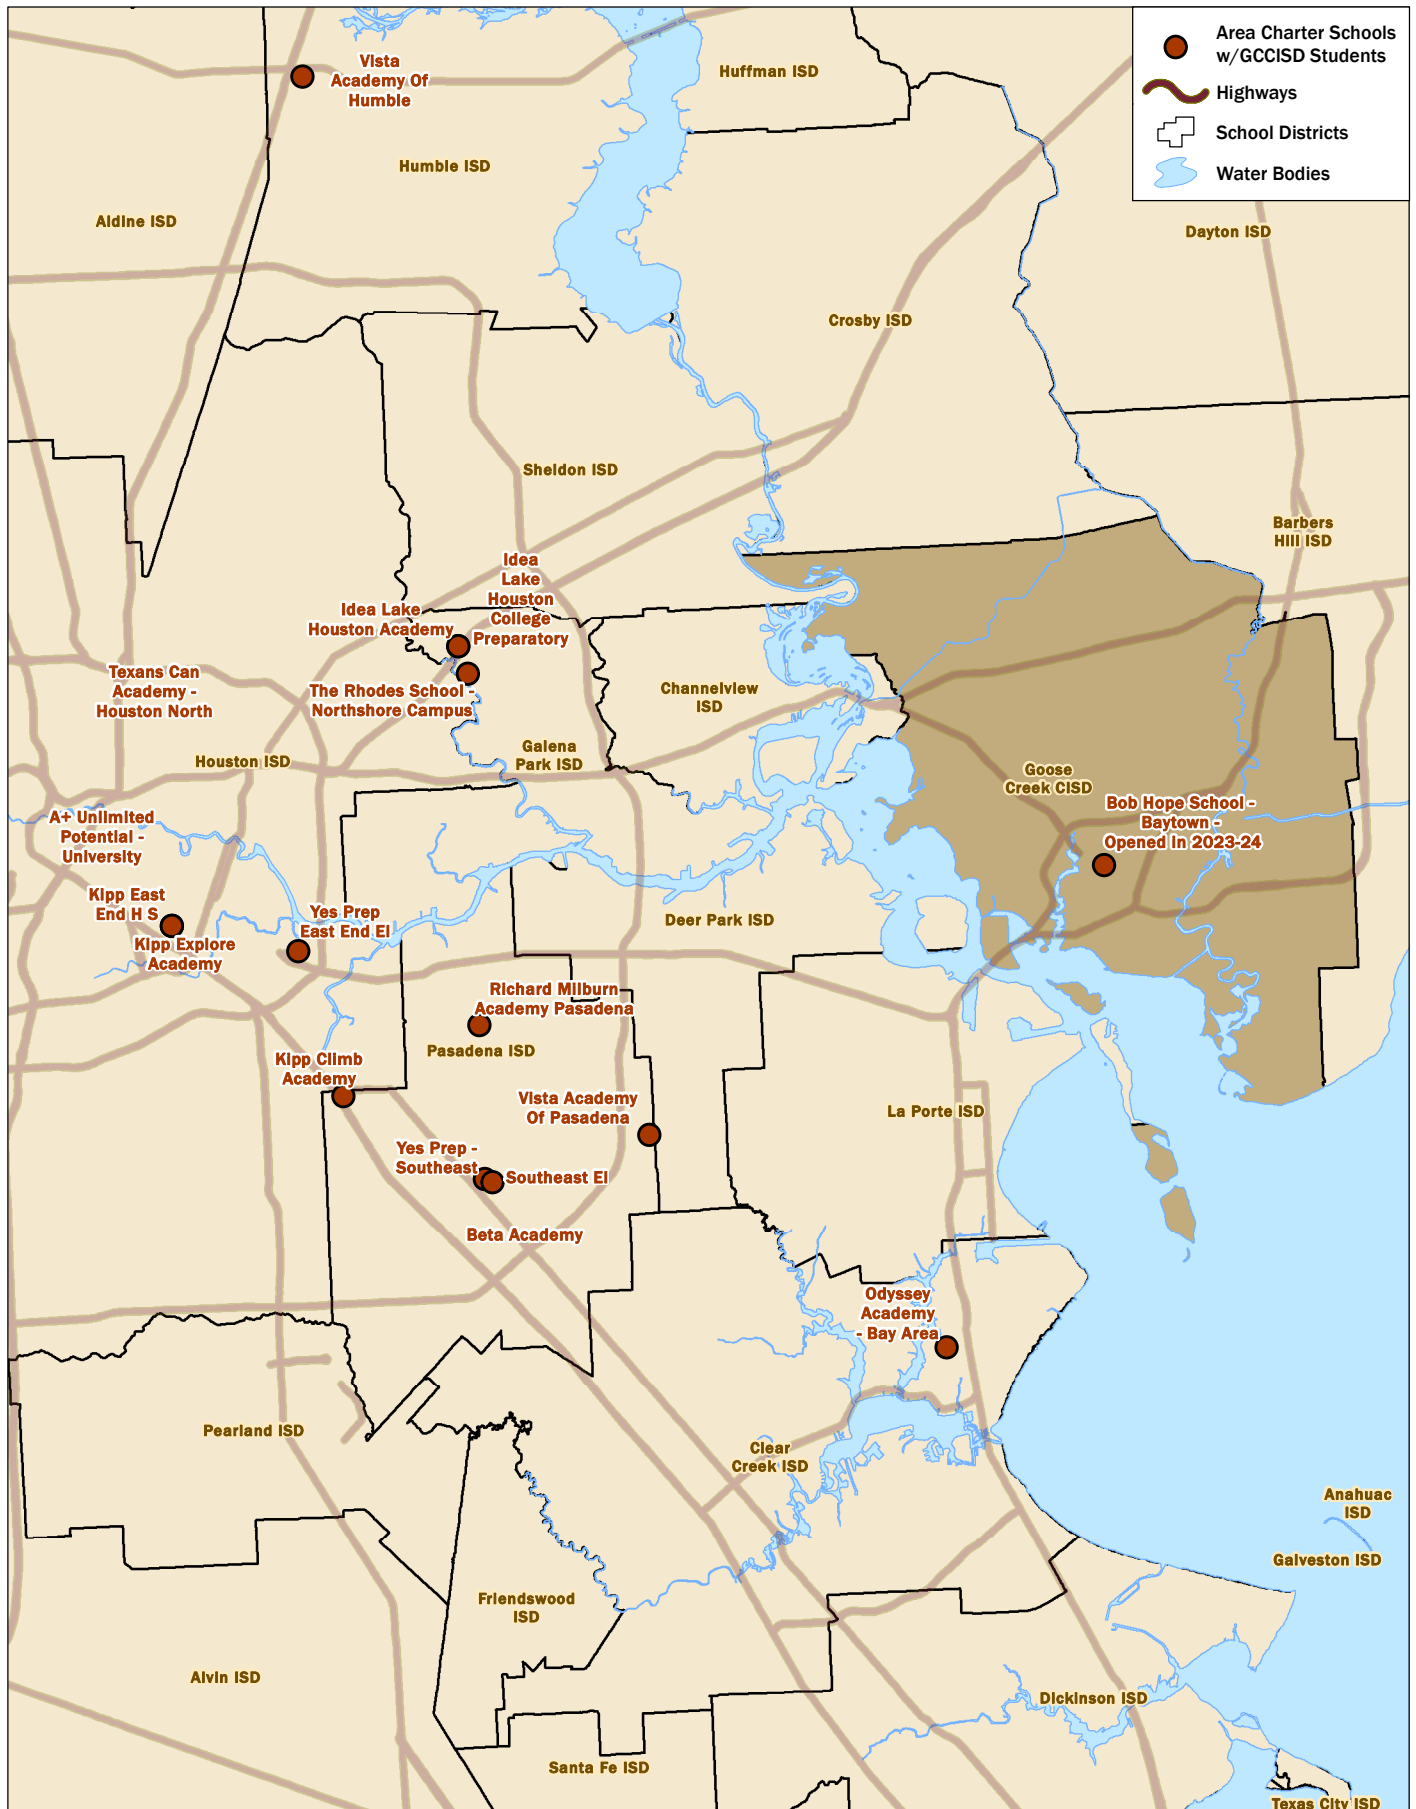 Area Charter Schools
w/GCCISD Students
Highways
School Districts
Water Bodies
Vista
Academy Of
Humble
Huffman ISD
Humble ISD
Aldine ISD
Dayton ISD
Crosby ISD
Sheldon ISD
Barbers
Hill ISD
Idea
Lake
Houston
College
Preparatory
Idea Lake
Houston Academy
Texans Can
Academy -
Houston North
The Rhodes School -
Northshore Campus
Channelview
ISD
Galena
Park ISD
Houston ISD
Goose
Creek CISD
Bob Hope School -
Baytown -
Opened in 2023-24
A+ Unlimited
Potential -
University
Kipp East
End H S
Kipp Explore
Academy
Yes Prep
East End El
Deer Park ISD
Richard Milburn
Academy Pasadena
Pasadena ISD
Kipp Climb
Academy
Vista Academy
Of Pasadena
La Porte ISD
Yes Prep -
Southeast
Southeast El
Beta Academy
Odyssey
Academy
- Bay Area
Pearland ISD
Clear
Creek ISD
Anahuac
ISD
Galveston ISD
Friendswood
ISD
Alvin ISD
Dickinson ISD
Santa Fe ISD
Texas City ISD